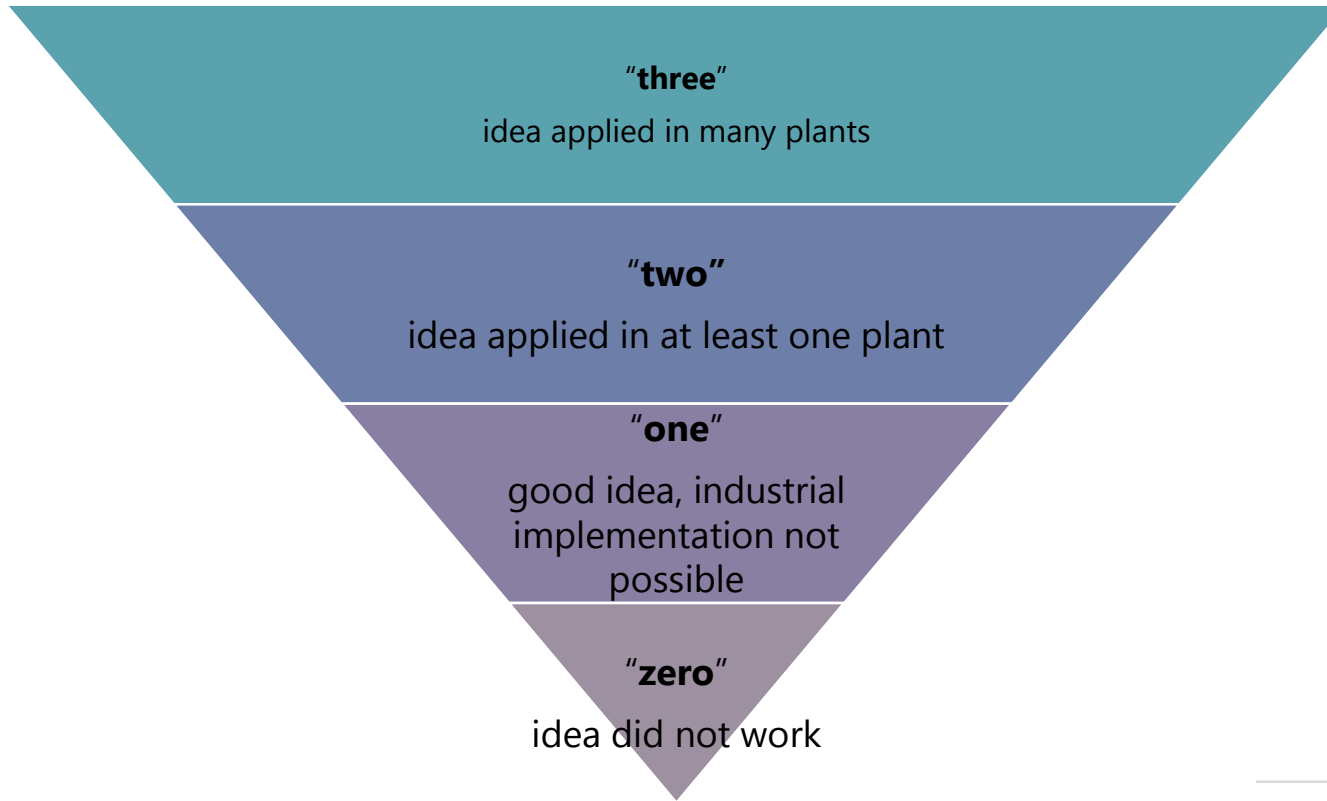 “three”
idea applied in many plants
“two”
idea applied in at least one plant
“one”
good idea, industrial
implementation not
possible
“zero”
idea did not work